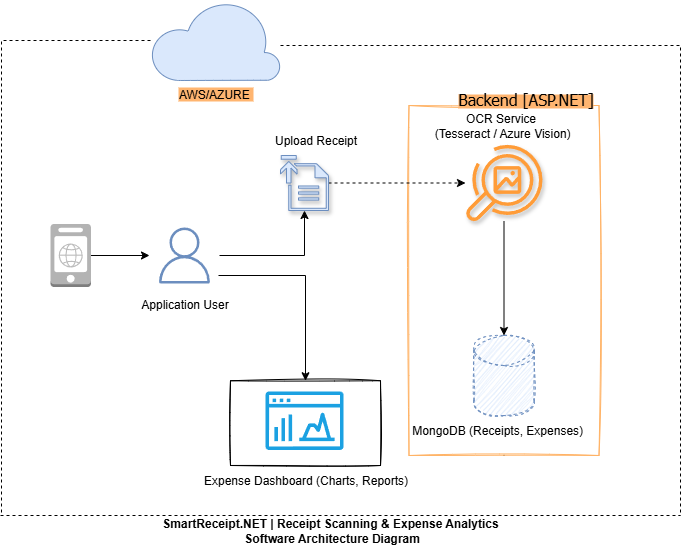 AWS/AZURE
Backend [ASP.NET]
OCR Service
(Tesseract / Azure Vision)
Upload Receipt
Application User
MongoDB (Receipts, Expenses)
Expense Dashboard (Charts, Reports)
SmartReceipt.NET | Receipt Scanning & Expense Analytics
Software Architecture Diagram